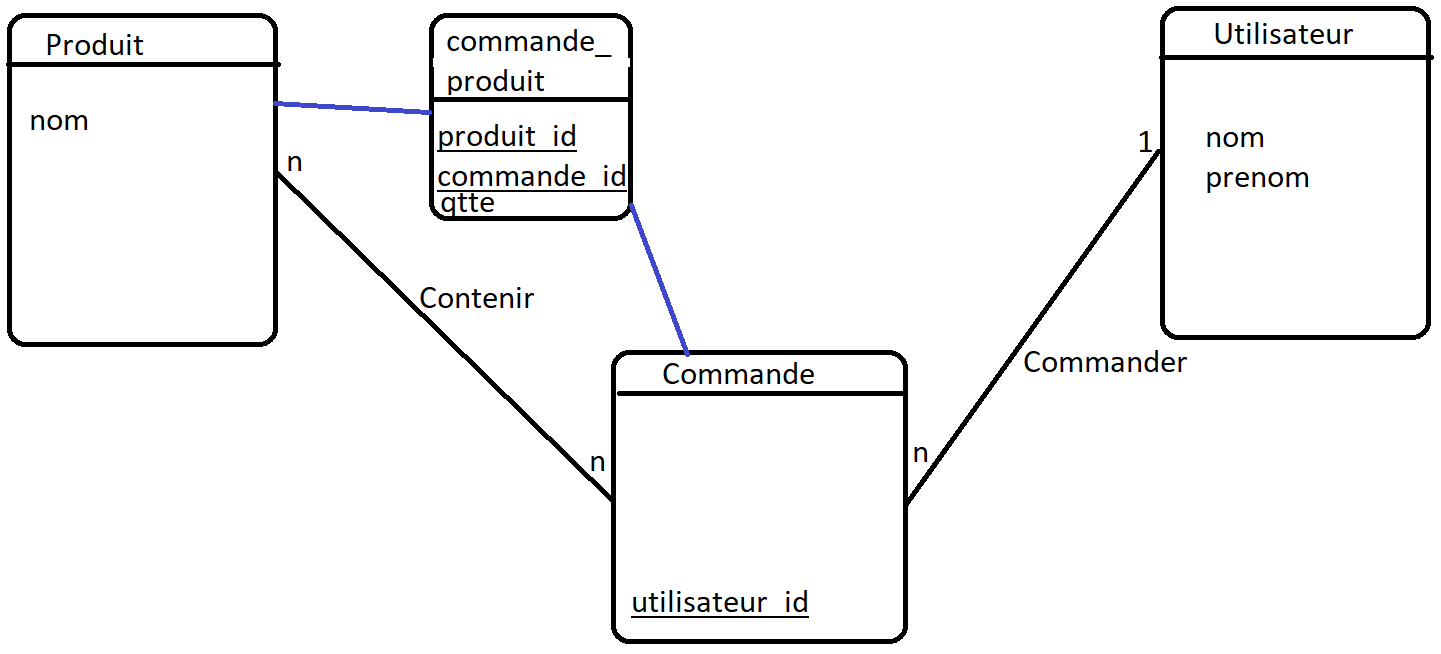 Produit
nom
n
commande_
produit
produit_id
commande_id
qtte
Contenir
n
Commande
utilisateur_id
n
Commander
1
Utilisateur
nom
prenom